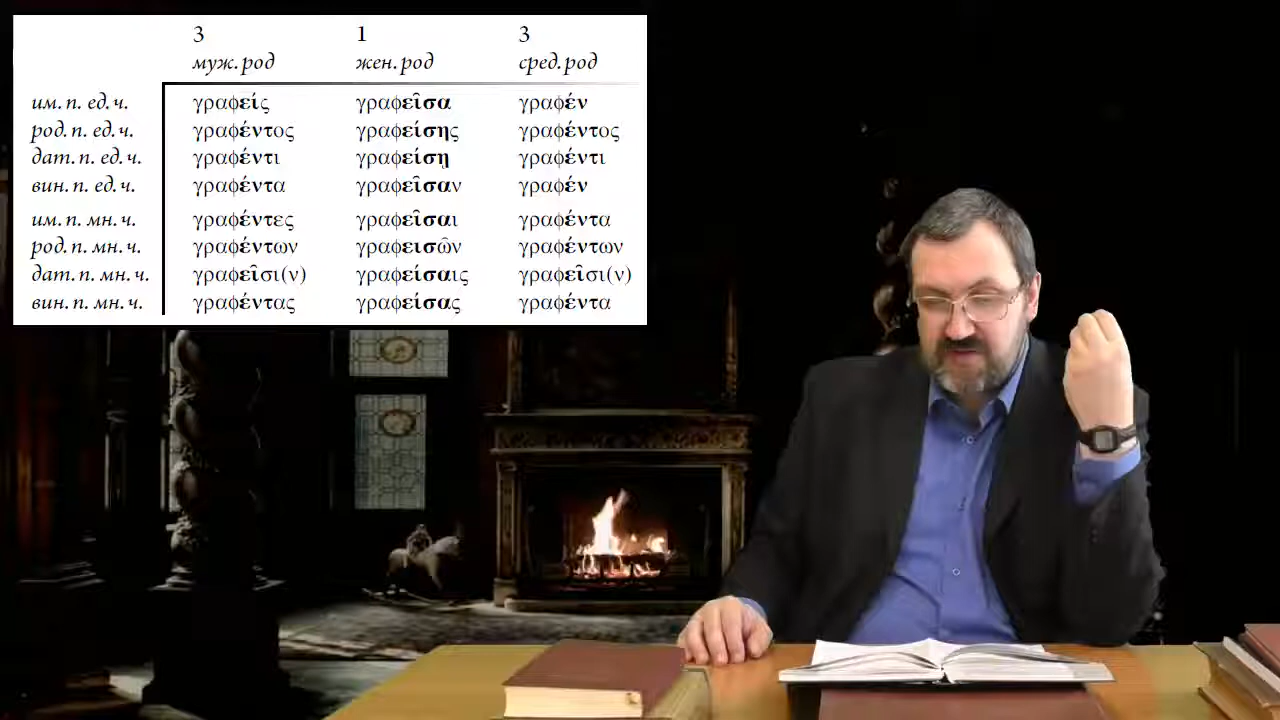 3 1 3
муж. род жен. род сред. род
им. п. ед. ч. γραφείς γραφεῖσα γραφέν
род. п. ед. ч. γραφέντος γραφείσης γραφέντος
дат. п. ед. ч. γραφέντι γραφείσῃ γραφέντι
вин. п. ед. ч. γραφέντα γραφεῖσαν γραφέν
им. п. мн. ч. γραφέντες γραφεῖσαι γραφέντα
род. п. мн. ч. γραφέντων γραφεισῶν γραφέντων
дат. п. мн. ч. γραφεῖσι(ν) γραφείσαις γραφεῖσι(ν)
вин. п. мн. ч. γραφέντας γραφείσας γραφέντα